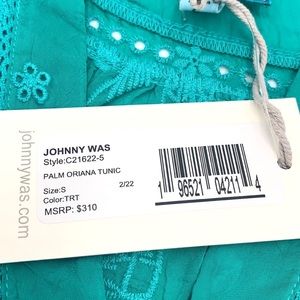 JOHNNY WAS
Style:C21622-5
PALM ORIANA TUNIC
Size:S 2/22
Color:TRT
MSRP: $310
1 96521 04211 4
johnnywas.com